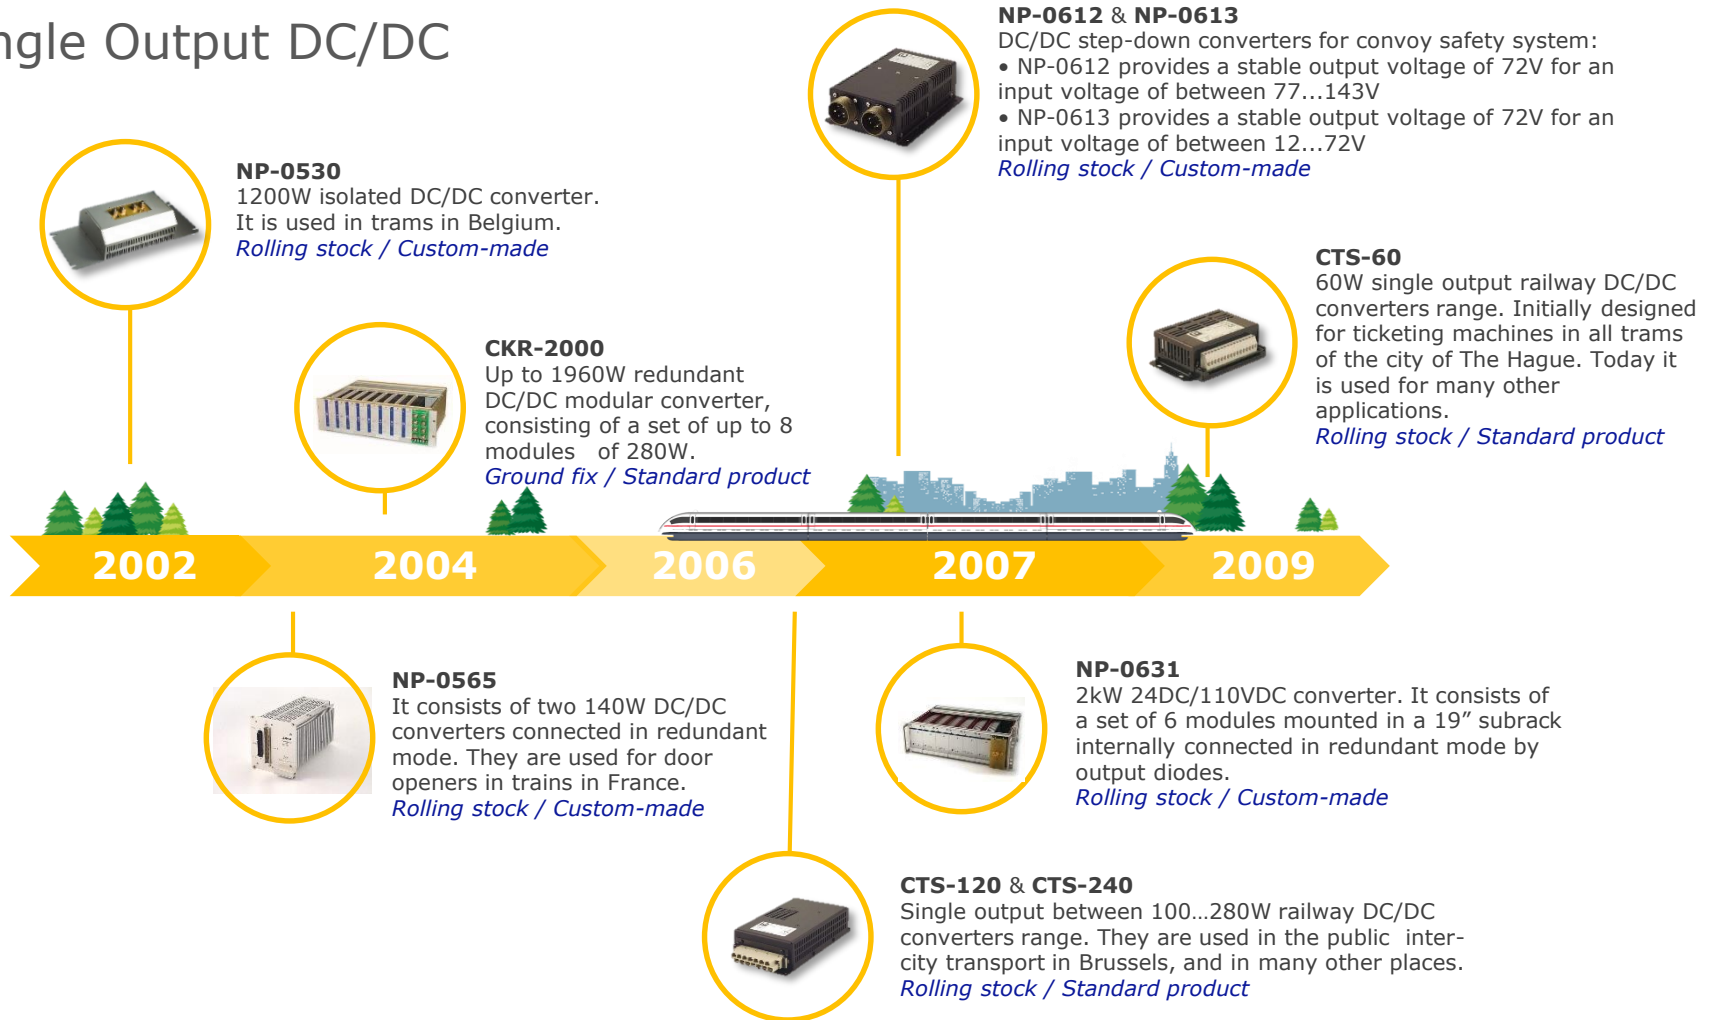 ngle Output DC/DC
NP-0612 & NP-0613
DC/DC step-down converters for convoy safety system:
• NP-0612 provides a stable output voltage of 72V for an
input voltage of between 77...143V
• NP-0613 provides a stable output voltage of 72V for an
input voltage of between 12...72V
Rolling stock / Custom-made
NP-0530
1200W isolated DC/DC converter.
It is used in trams in Belgium.
Rolling stock / Custom-made
CTS-60
60W single output railway DC/DC
converters range. Initially designed
for ticketing machines in all trams
of the city of The Hague. Today it
is used for many other
applications.
Rolling stock / Standard product
CKR-2000
Up to 1960W redundant
DC/DC modular converter,
consisting of a set of up to 8
modules of 280W.
Ground fix / Standard product
2002
2004
2006
2007
2009
NP-0565
It consists of two 140W DC/DC
converters connected in redundant
mode. They are used for door
openers in trains in France.
Rolling stock / Custom-made
NP-0631
2kW 24DC/110VDC converter. It consists of
a set of 6 modules mounted in a 19” subrack
internally connected in redundant mode by
output diodes.
Rolling stock / Custom-made
CTS-120 & CTS-240
Single output between 100…280W railway DC/DC
converters range. They are used in the public inter-
city transport in Brussels, and in many other places.
Rolling stock / Standard product